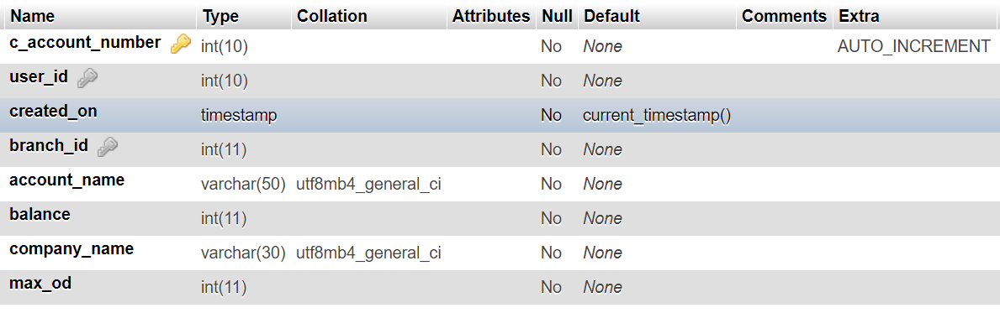 Name Type Collation Attributes Null Default Comments Extra
c_account_number int(10) No None AUTO_INCREMENT
user_id int(10) No None
created_on timestamp No current_timestamp()
branch_id int(11) No None
account_name varchar(50) utf8mb4_general_ci No None
balance int(11) No None
company_name varchar(30) utf8mb4_general_ci No None
max_od int(11) No None